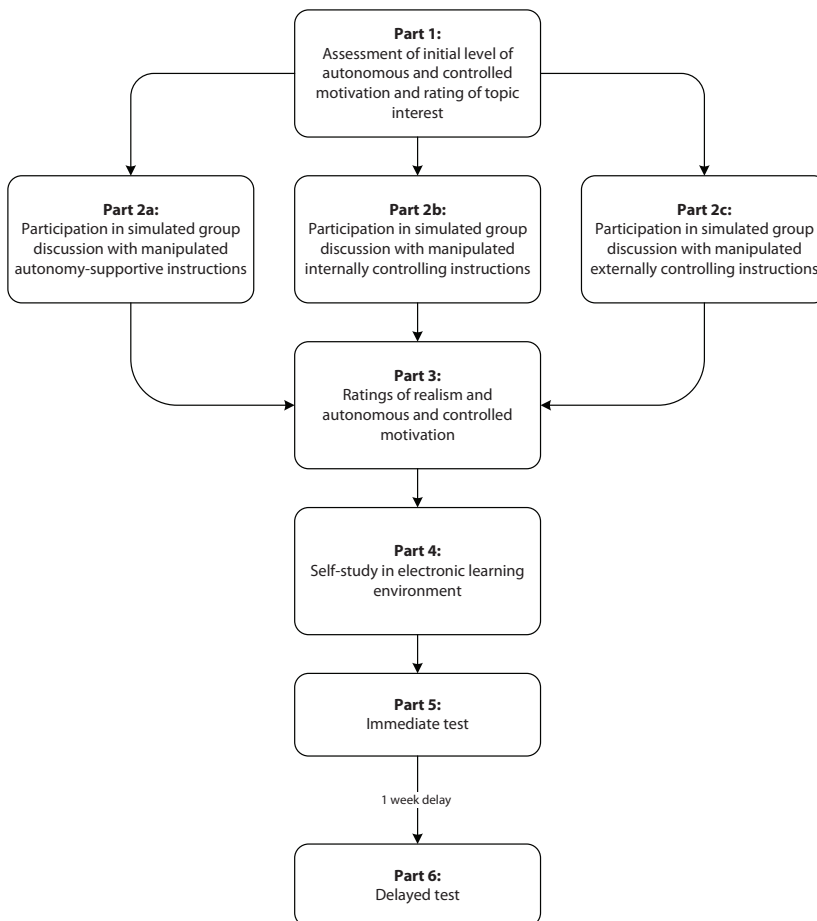 Part 1:
Assessment of initial level of
autonomous and controlled
motivation and rating of topic
interest
Part 2a:
Participation in simulated group
discussion with manipulated
autonomy-supportive instructions
Part 2b:
Participation in simulated group
discussion with manipulated
internally controlling instructions
Part 2c:
Participation in simulated group
discussion with manipulated
externally controlling instructions
Part 3:
Ratings of realism and
autonomous and controlled
motivation
Part 4:
Self-study in electronic learning
environment
Part 5:
Immediate test
1 week delay
Part 6:
Delayed test